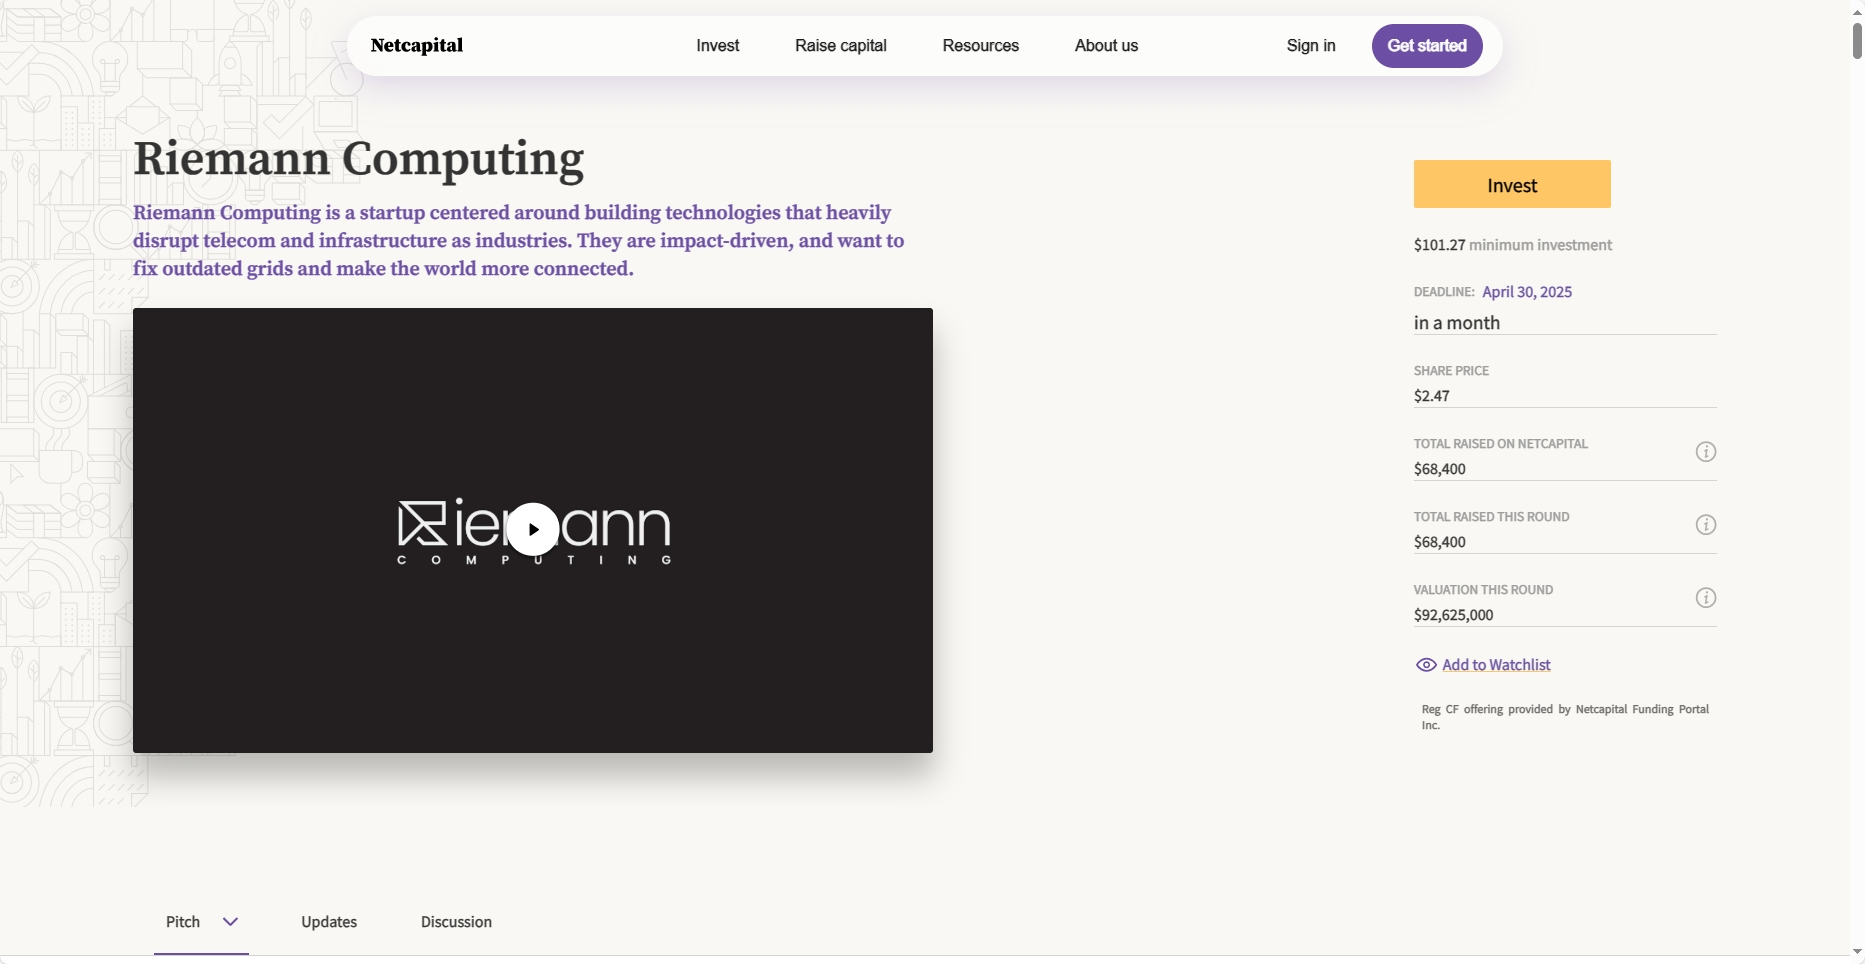 Netcapital
Invest
Raise capital
Resources
About us
Sign in
Get started
Riemann Computing
Riemann Computing is a startup centered around building technologies that heavily
disrupt telecom and infrastructure as industries. They are impact-driven, and want to
fix outdated grids and make the world more connected.
Riemann
COMPUTING
Invest
$101.27 minimum investment
DEADLINE: April 30, 2025
in a month
SHARE PRICE
$2.47
TOTAL RAISED ON NETCAPITAL
$68,400
TOTAL RAISED THIS ROUND
$68,400
VALUATION THIS ROUND
$92,625,000
Add to Watchlist
Reg CF offering provided by Netcapital Funding Portal
Inc.
Pitch
Updates
Discussion